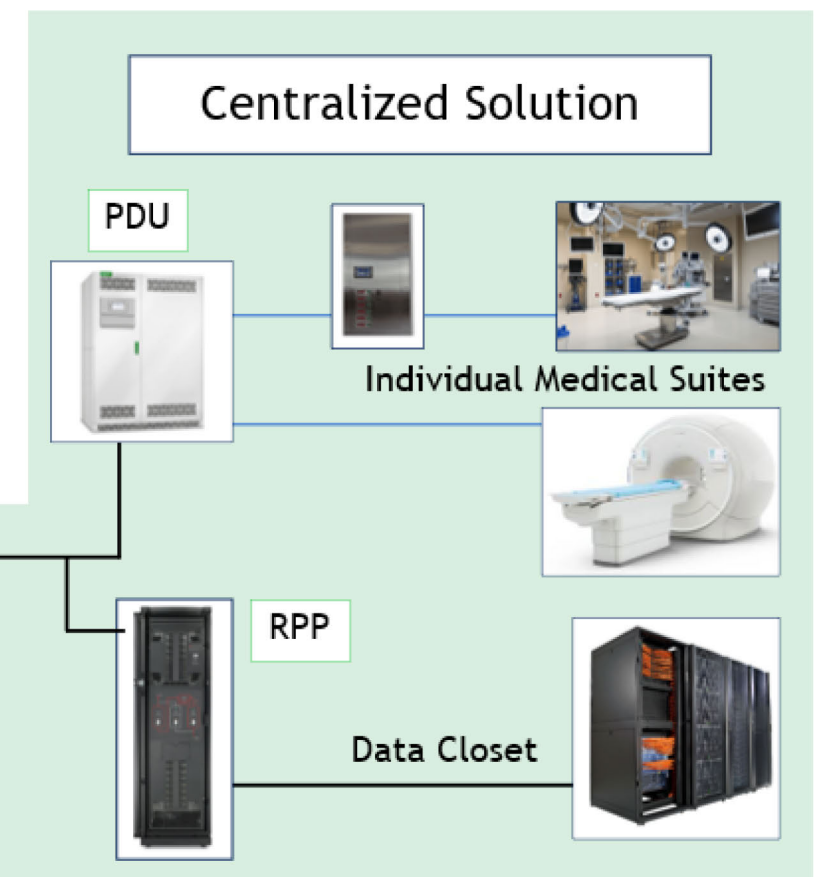 Centralized Solution
PDU
Individual Medical Suites
RPP
Data Closet